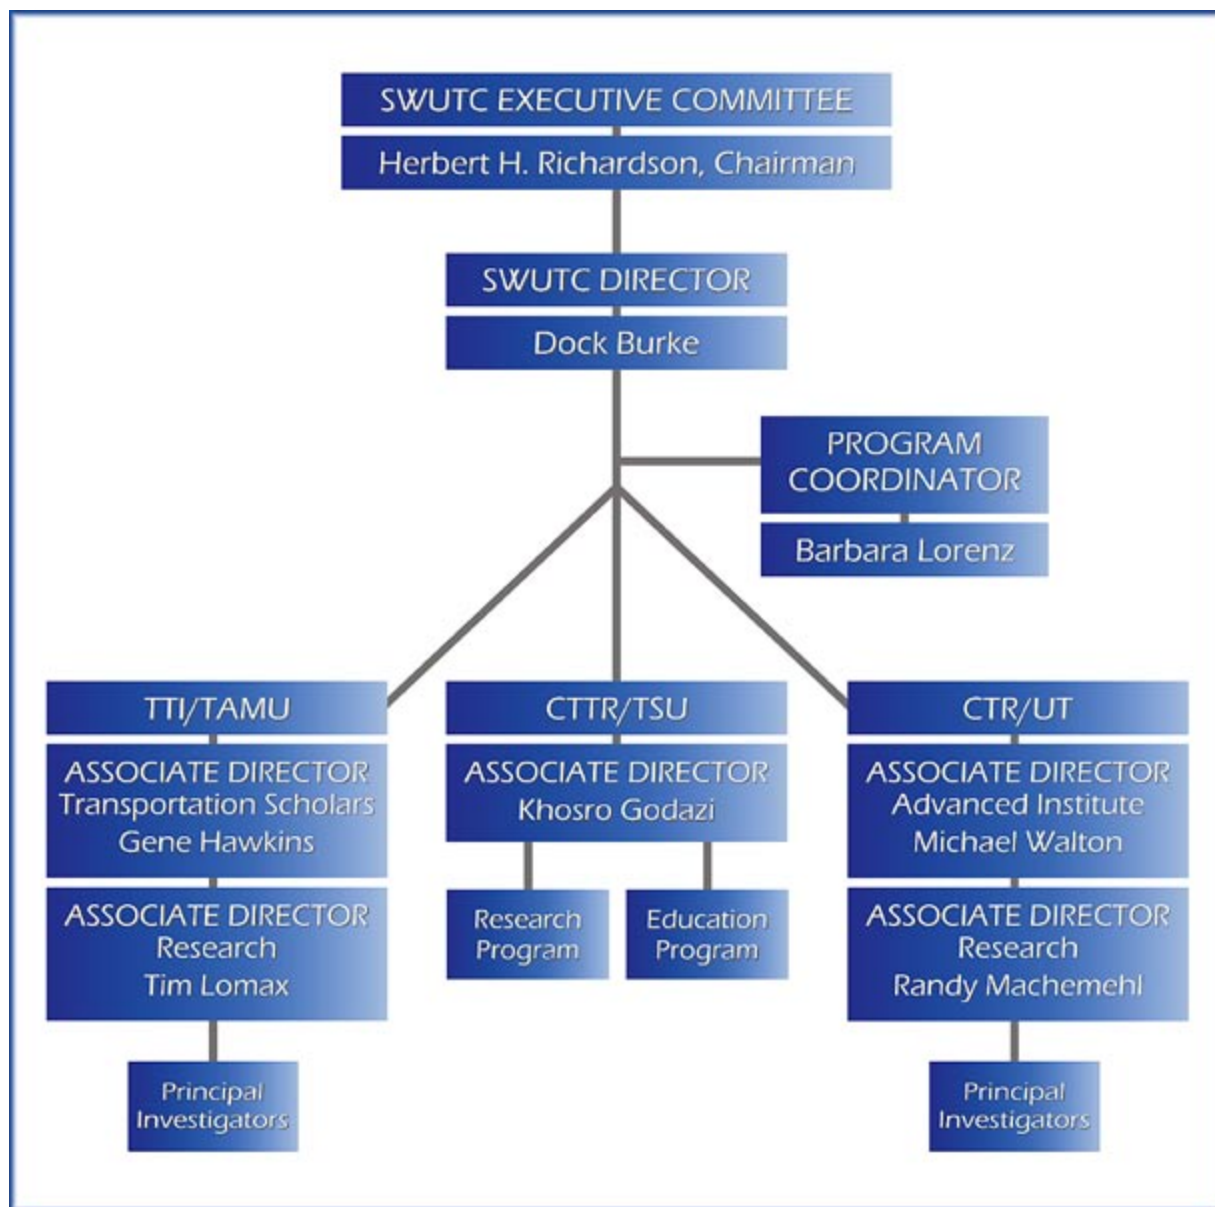 SWUTC EXECUTIVE COMMITTEE
Herbert H. Richardson, Chairman
SWUTC DIRECTOR
Dock Burke
PROGRAM
COORDINATOR
Barbara Lorenz
TTI/TAMU
ASSOCIATE DIRECTOR
Transportation Scholars
Gene Hawkins
ASSOCIATE DIRECTOR
Research
Tim Lomax
Principal
Investigators
CTTR/TSU
ASSOCIATE DIRECTOR
Khosro Godazi
Research
Program
Education
Program
CTR/UT
ASSOCIATE DIRECTOR
Advanced Institute
Michael Walton
ASSOCIATE DIRECTOR
Research
Randy Machemehl
Principal
Investigators